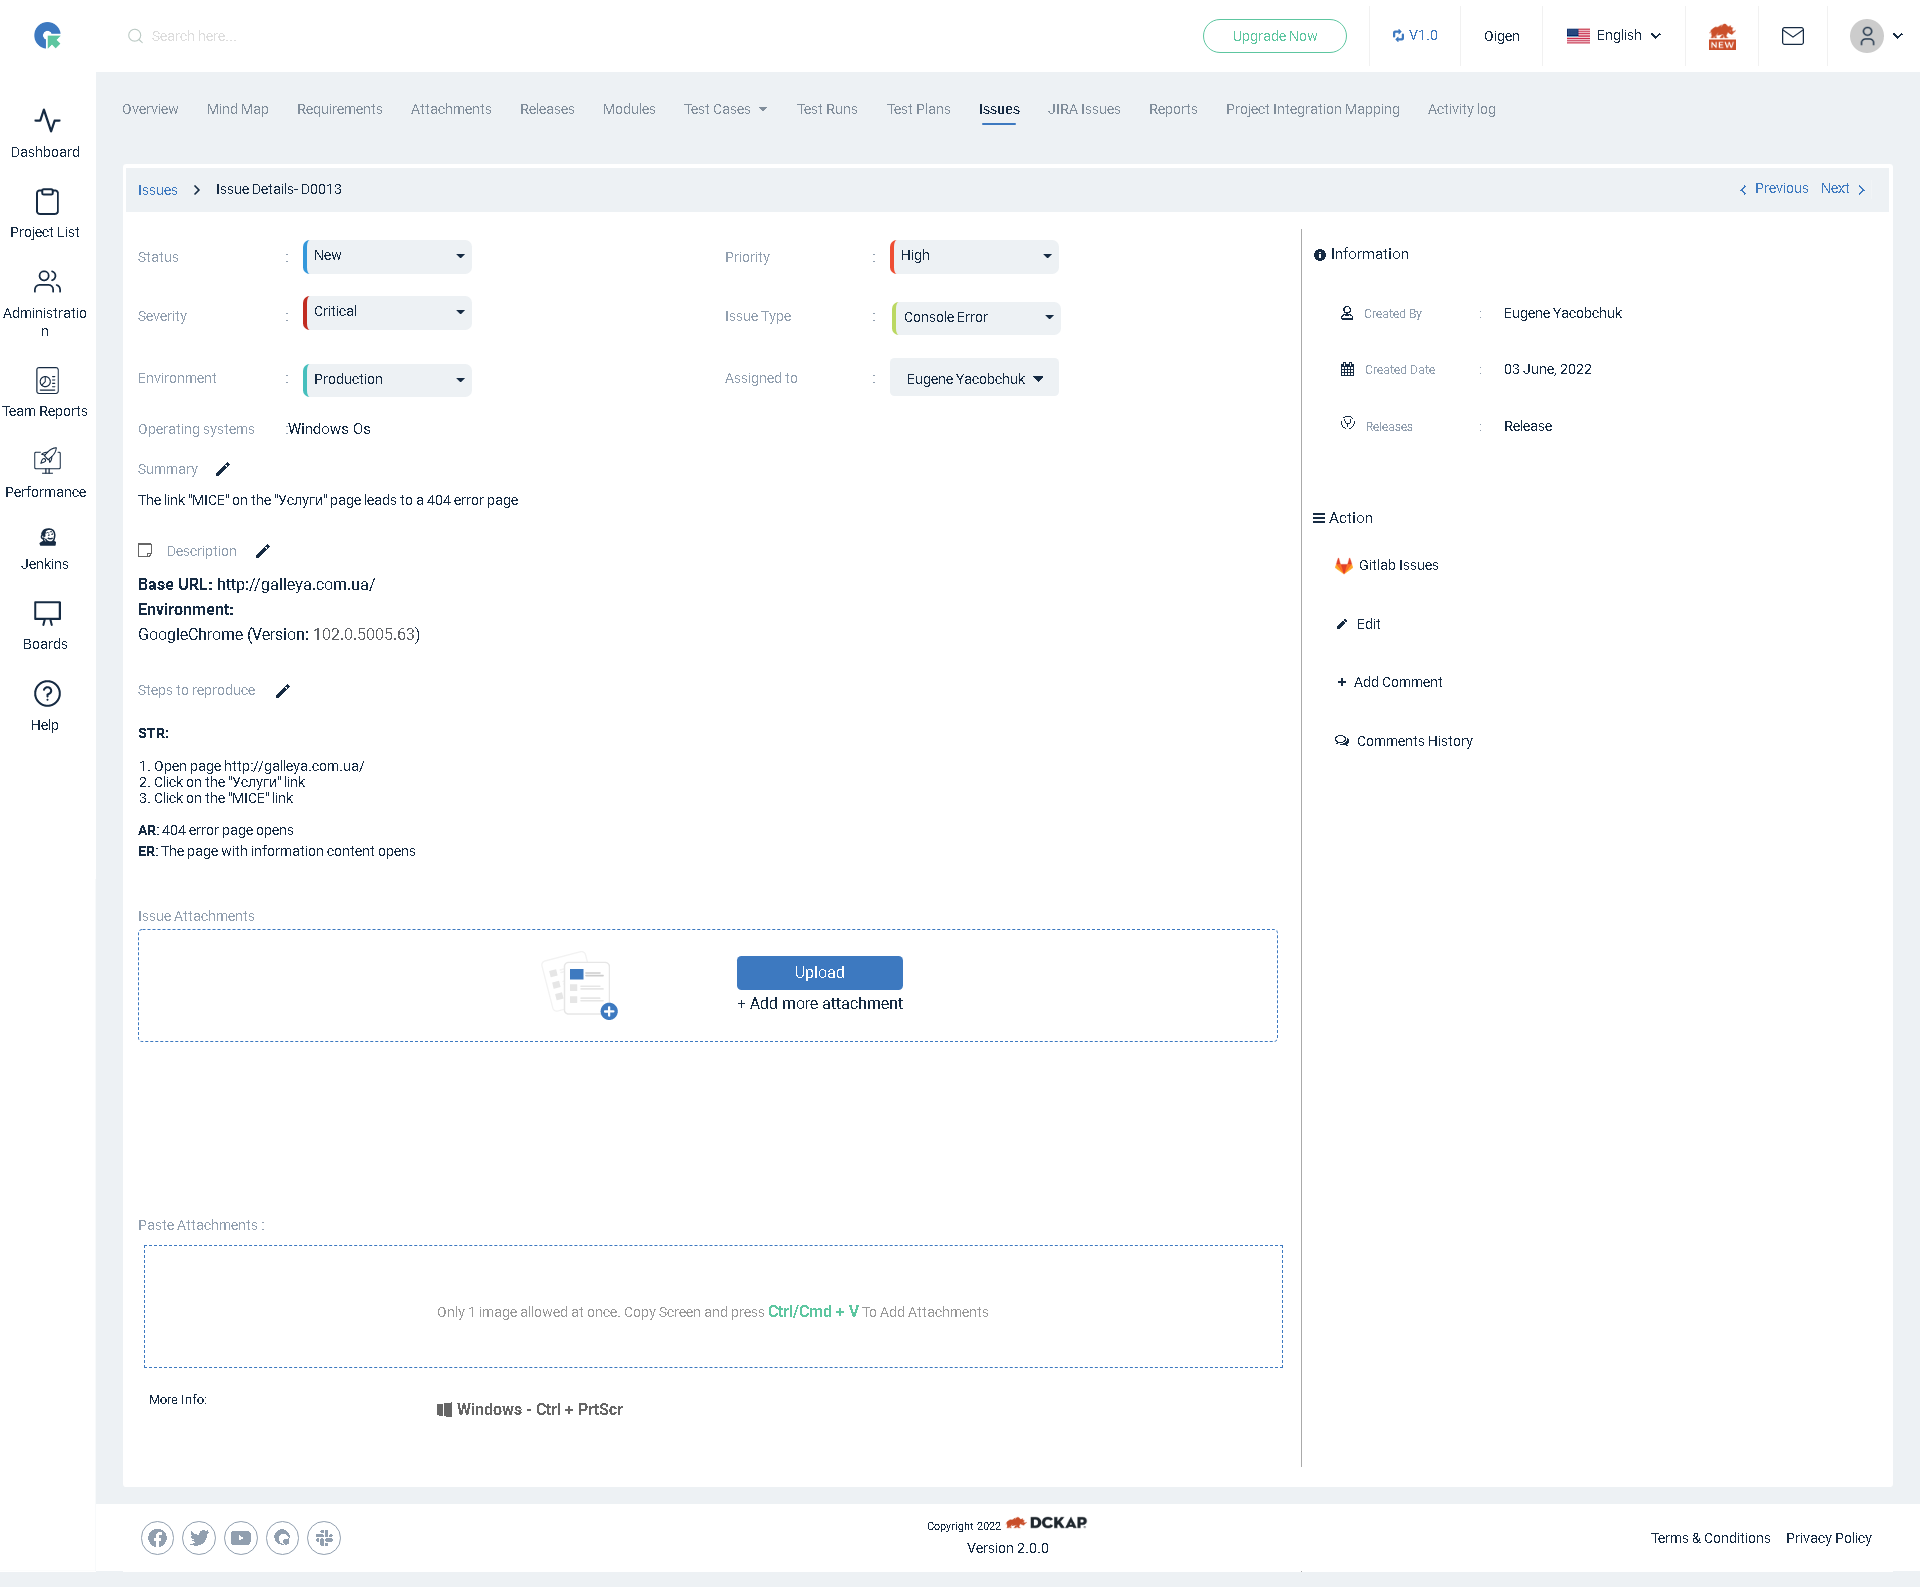 Search here...
Upgrade Now
V1.0
Oigen
English
NEW
Dashboard
Project List
Administratio
n
Team Reports
Performance
Jenkins
Boards
Help
Overview Mind Map Requirements Attachments Releases Modules Test Cases Test Runs Test Plans Issues JIRA Issues Reports Project Integration Mapping Activity log
Issues Issue Details- D0013
Previous Next
Status : New Priority : High
Severity : Critical Issue Type : Console Error
Environment : Production Assigned to : Eugene Yacobchuk
Operating systems :Windows Os
Summary
The link "MICE" on the "Услуги" page leads to a 404 error page
Description
Base URL: http://galleya.com.ua/
Environment:
GoogleChrome (Version: 102.0.5005.63)
Steps to reproduce
STR:
1. Open page http://galleya.com.ua/
2. Click on the "Услуги" link
3. Click on the "MICE" link
AR: 404 error page opens
ER: The page with information content opens
Issue Attachments
Upload
+ Add more attachment
Paste Attachments :
Only 1 image allowed at once. Copy Screen and press Ctrl/Cmd + V To Add Attachments
More Info:
Windows - Ctrl + PrtScr
Information
Created By : Eugene Yacobchuk
Created Date : 03 June, 2022
Releases : Release
Action
Gitlab Issues
Edit
+ Add Comment
Comments History
Copyright 2022 DCKAP
Version 2.0.0
Terms & Conditions Privacy Policy